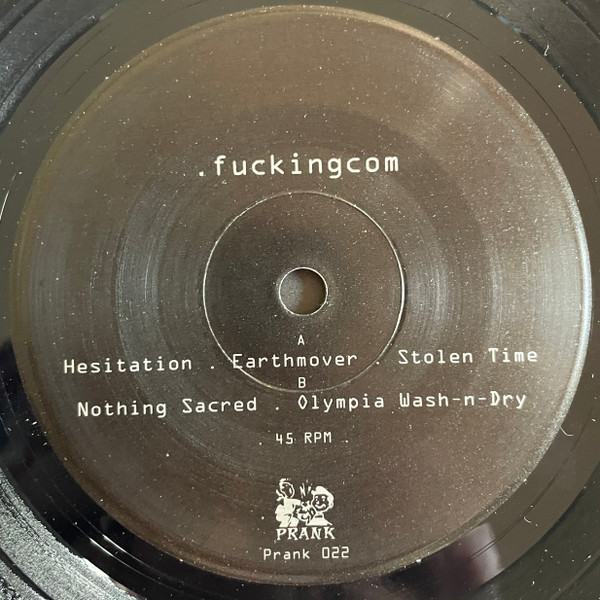 .fuckingcom
A
Hesitation . Earthmover . Stolen Time
B
Nothing Sacred . Olympia Wash-n-Dry
. 45 RPM .
PRANK
Prank 022